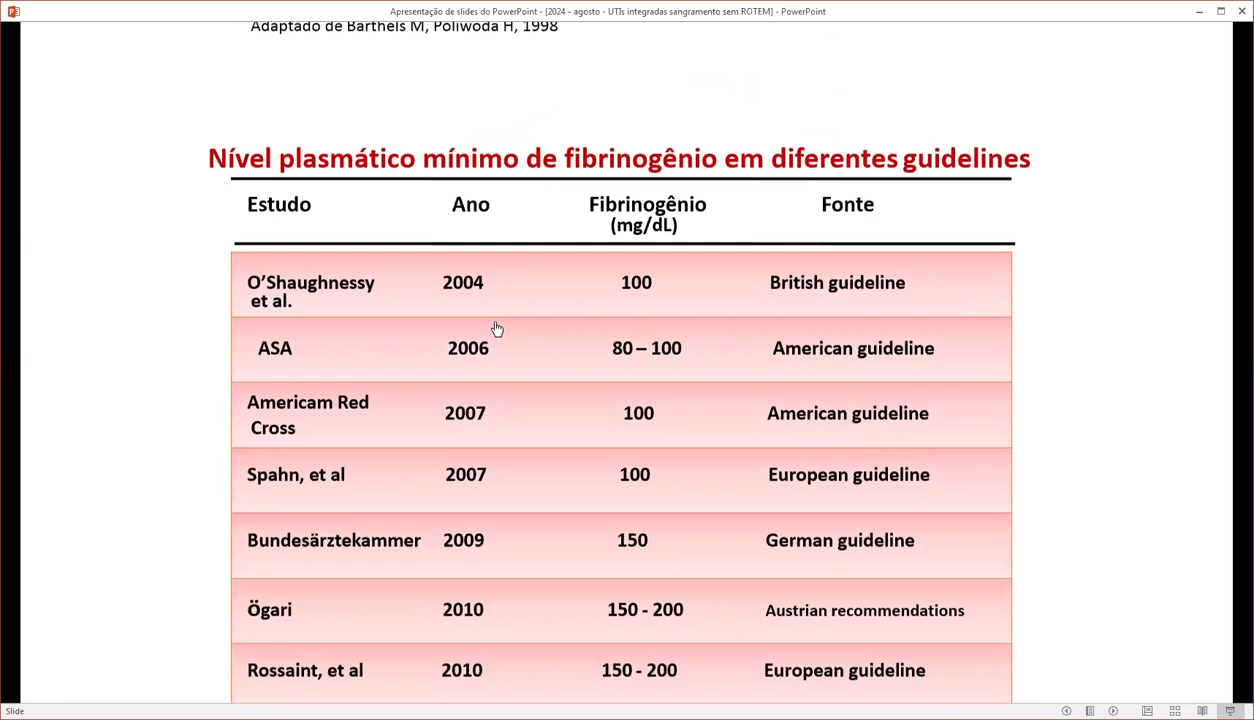 Apresentação de slides do PowerPoint - [2024 - agosto - UTIs integradas sangramento sem ROTEM] - PowerPoint
Adaptado de Barthels M, Poliwoda H, 1998
Nível plasmático mínimo de fibrinogênio em diferentes guidelines
Estudo Ano Fibrinogênio Fonte
(mg/dL)
O’Shaughnessy 2004 100 British guideline
et al.
ASA 2006 80 – 100 American guideline
Americam Red
2007 100 American guideline
Cross
Spahn, et al 2007 100 European guideline
Bundesärztekammer 2009 150 German guideline
Ögari 2010 150 - 200 Austrian recommendations
Rossaint, et al 2010 150 - 200 European guideline
Slide